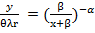 y/θλr = (β/(x+β))^−α